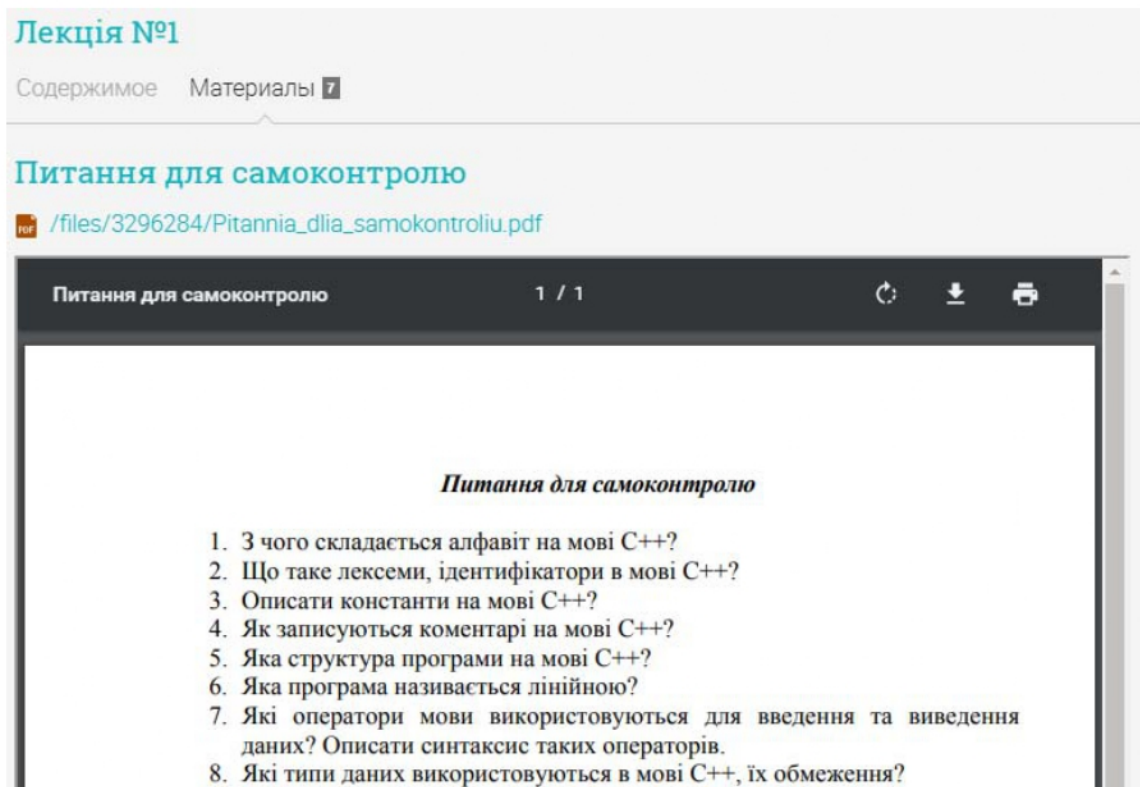 Лекція №1
Содержимое Материалы 7
Питання для самоконтролю
PDF /files/3296284/Pitannia_dlia_samokontroliu.pdf
Питання для самоконтролю 1 / 1
Питання для самоконтролю
1. З чого складається алфавіт на мові С++?
2. Що таке лексеми, ідентифікатори в мові С++?
3. Описати константи на мові С++?
4. Як записуються коментарі на мові С++?
5. Яка структура програми на мові С++?
6. Яка програма називається лінійною?
7. Які оператори мови використовуються для введення та виведення
даних? Описати синтаксис таких операторів.
8. Які типи даних використовуються в мові С++, їх обмеження?